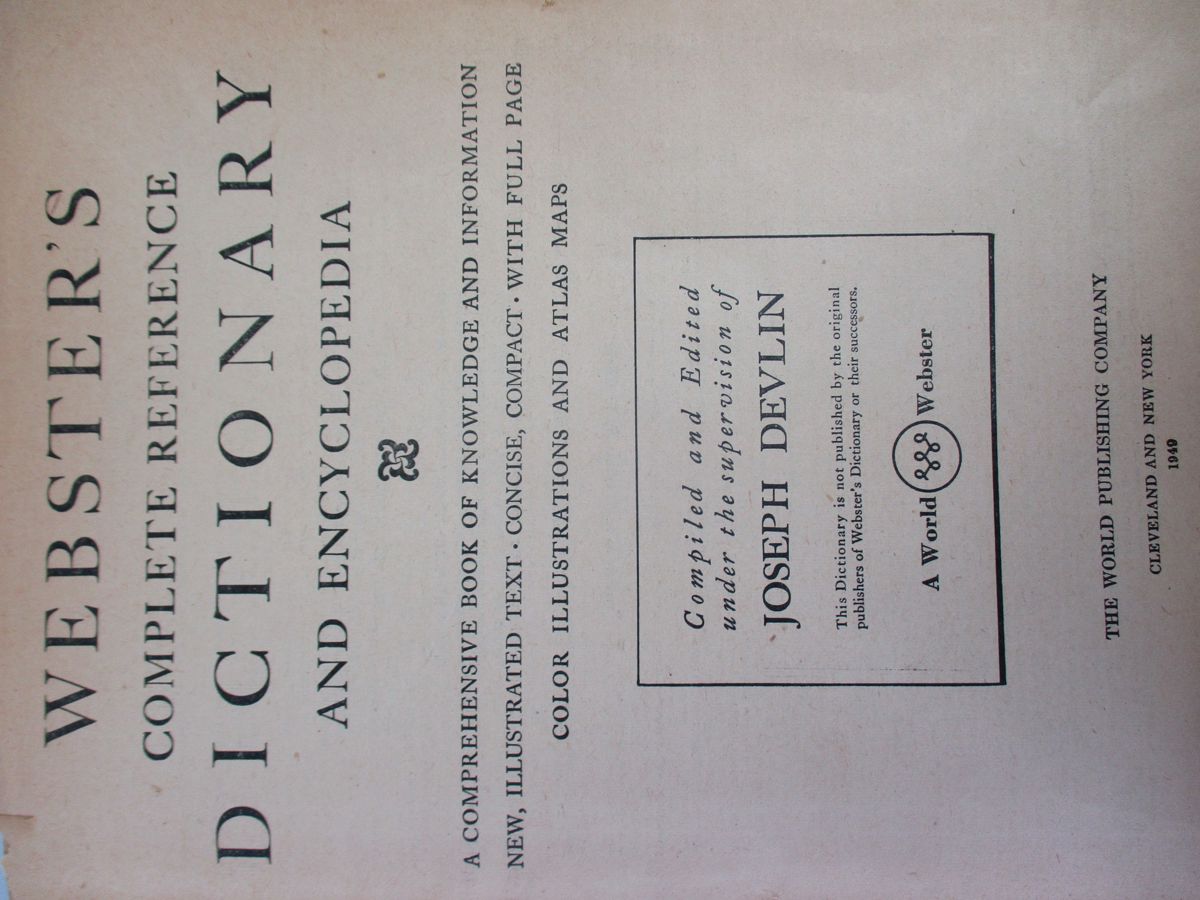 WEBSTER'S
COMPLETE REFERENCE
DICTIONARY
AND ENCYCLOPEDIA
A COMPREHENSIVE BOOK OF KNOWLEDGE AND INFORMATION
NEW, ILLUSTRATED TEXT · CONCISE, COMPACT · WITH FULL PAGE
COLOR ILLUSTRATIONS AND ATLAS MAPS
Compiled and Edited
under the supervision of
JOSEPH DEVLIN
This Dictionary is not published by the original
publishers of Webster's Dictionary or their successors.
A World Webster
THE WORLD PUBLISHING COMPANY
CLEVELAND AND NEW YORK
1949